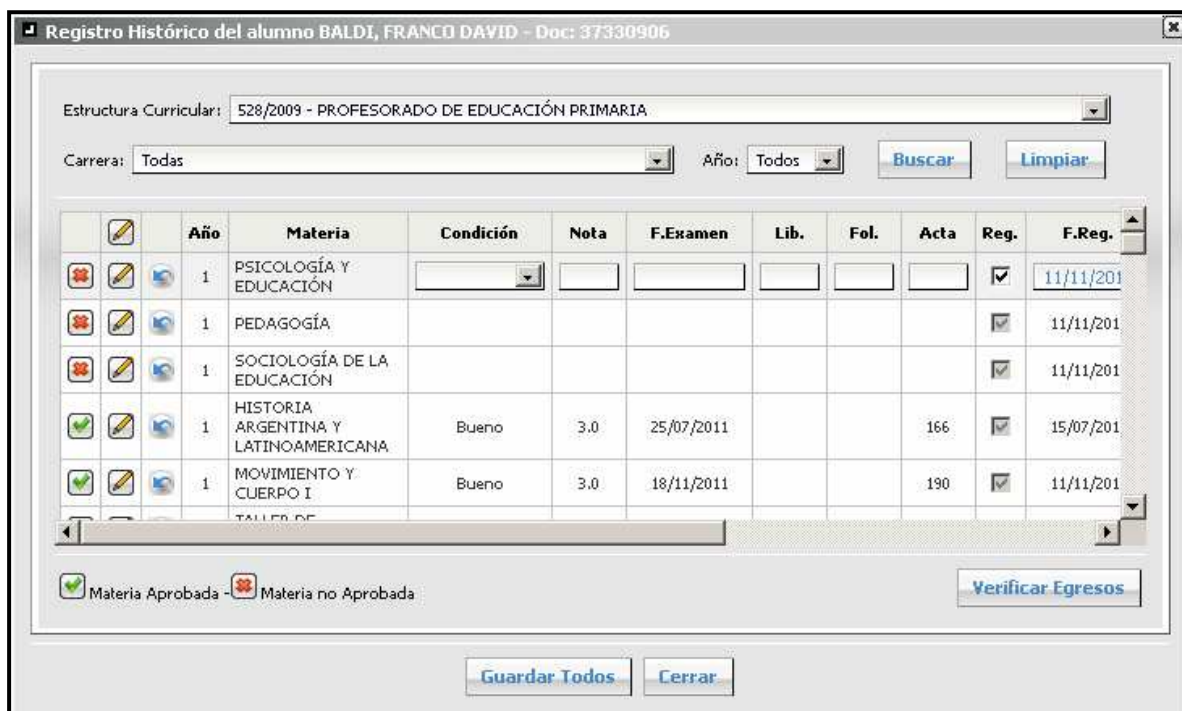 Registro Histórico del alumno BALDI, FRANCO DAVID - Doc: 37330906
Estructura Curricular: 528/2009 - PROFESORADO DE EDUCACIÓN PRIMARIA
Carrera: Todas Año: Todos Buscar Limpiar
Año Materia Condición Nota F.Examen Lib. Fol. Acta Reg. F.Reg.
1 PSICOLOGÍA Y EDUCACIÓN 11/11/201
1 PEDAGOGÍA 11/11/201
1 SOCIOLOGÍA DE LA EDUCACIÓN 11/11/201
1 HISTORIA ARGENTINA Y LATINOAMERICANA Bueno 3.0 25/07/2011 166 15/07/201
1 MOVIMIENTO Y CUERPO I Bueno 3.0 18/11/2011 190 11/11/201
TALLER DE
Materia Aprobada - Materia no Aprobada Verificar Egresos
Guardar Todos Cerrar